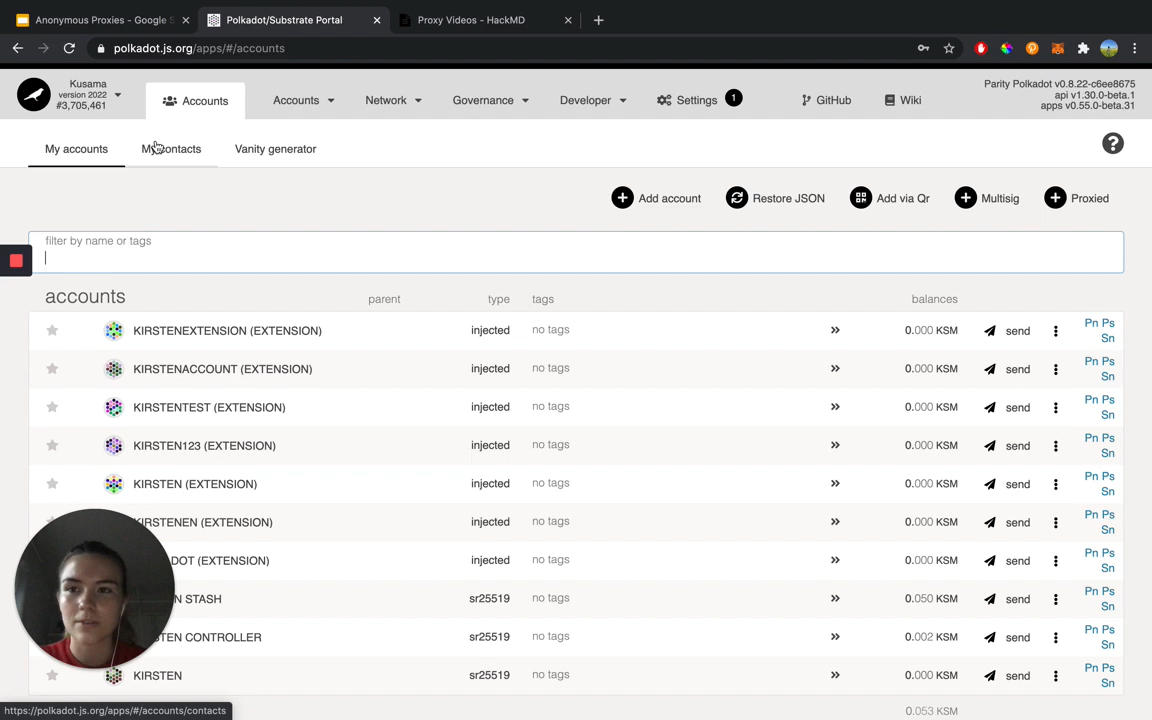 Anonymous Proxies - Google S
Polkadot/Substrate Portal
Proxy Videos - HackMD
polkadot.js.org/apps/#/accounts
Kusama
version 2022
#3,705,461
Accounts
Accounts
Network
Governance
Developer
Settings
1
GitHub
Wiki
Parity Polkadot v0.8.22-c6ee8675
api v1.30.0-beta.1
apps v0.55.0-beta.31
My accounts
My contacts
Vanity generator
Add account
Restore JSON
Add via Qr
Multisig
Proxied
filter by name or tags
accounts parent type tags balances
KIRSTENEXTENSION (EXTENSION) injected no tags 0.000 KSM send Pn Ps Sn
KIRSTENACCOUNT (EXTENSION) injected no tags 0.000 KSM send Pn Ps Sn
KIRSTENTEST (EXTENSION) injected no tags 0.000 KSM send Pn Ps Sn
KIRSTEN123 (EXTENSION) injected no tags 0.000 KSM send Pn Ps Sn
KIRSTEN (EXTENSION) injected no tags 0.000 KSM send Pn Ps Sn
KIRSTENEN (EXTENSION) injected no tags 0.000 KSM send Pn Ps Sn
DOT (EXTENSION) injected no tags 0.000 KSM send Pn Ps Sn
N STASH sr25519 no tags 0.050 KSM send Pn Ps Sn
STEN CONTROLLER sr25519 no tags 0.002 KSM send Pn Ps Sn
KIRSTEN sr25519 no tags 0.000 KSM send Pn Ps Sn
0.053 KSM
https://polkadot.js.org/apps/#/accounts/contacts